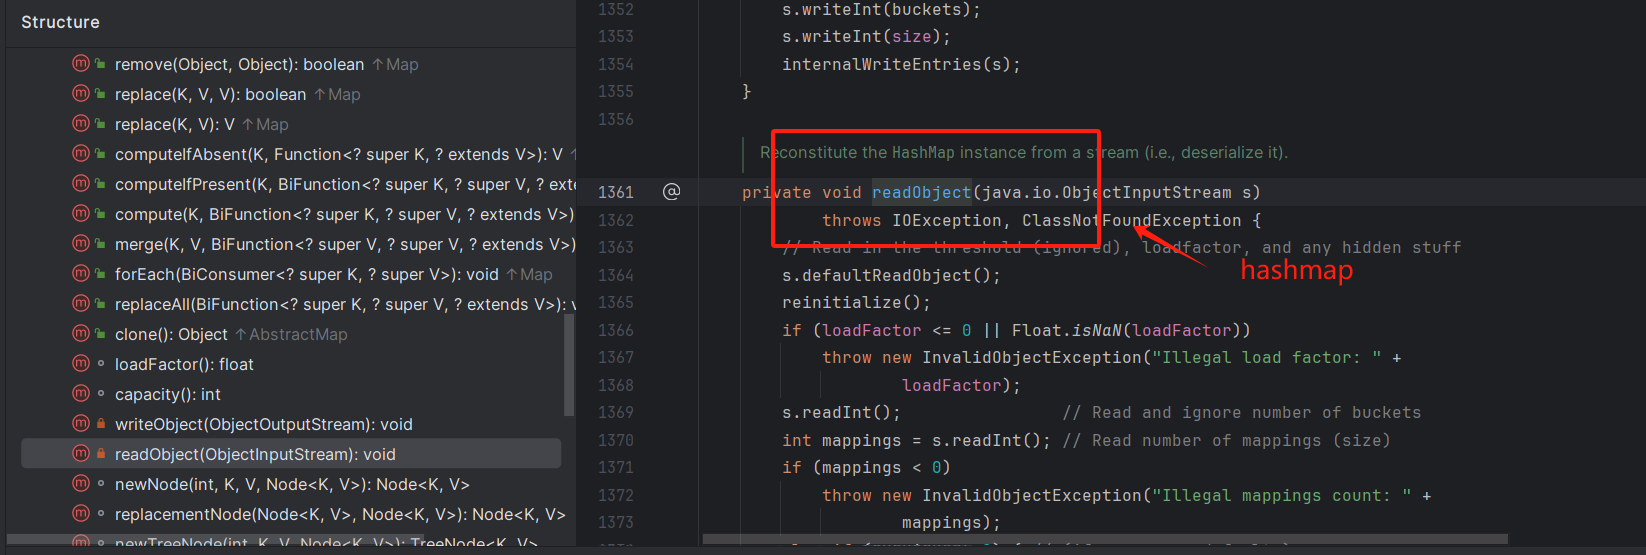 Structure
remove(Object, Object): boolean ↑Map
replace(K, V, V): boolean ↑Map
replace(K, V): V ↑Map
computeIfAbsent(K, Function<? super K, ? extends V>): V ↑
computeIfPresent(K, BiFunction<? super K, ? super V, ? exte
compute(K, BiFunction<? super K, ? super V, ? extends V>)
merge(K, V, BiFunction<? super V, ? super V, ? extends V>)
forEach(BiConsumer<? super K, ? super V>): void ↑Map
replaceAll(BiFunction<? super K, ? super V, ? extends V>): v
clone(): Object ↑AbstractMap
loadFactor(): float
capacity(): int
writeObject(ObjectOutputStream): void
readObject(ObjectInputStream): void
newNode(int, K, V, Node<K, V>): Node<K, V>
replacementNode(Node<K, V>, Node<K, V>): Node<K, V>
newTreeNode(int, K, V, Node<K, V>): TreeNode<K, V>
1352 s.writeInt(buckets);
1353 s.writeInt(size);
1354 internalWriteEntries(s);
1355 }
1356
Reconstitute the HashMap instance from a stream (i.e., deserialize it).
1361 @ private void readObject(java.io.ObjectInputStream s)
1362 throws IOException, ClassNotFoundException {
1363 // Read in the threshold (ignored), loadfactor, and any hidden stuff
hashmap
1364 s.defaultReadObject();
1365 reinitialize();
1366 if (loadFactor <= 0 || Float.isNaN(loadFactor))
1367 throw new InvalidObjectException("Illegal load factor: " +
1368 loadFactor);
1369 s.readInt(); // Read and ignore number of buckets
1370 int mappings = s.readInt(); // Read number of mappings (size)
1371 if (mappings < 0)
1372 throw new InvalidObjectException("Illegal mappings count: " +
1373 mappings);